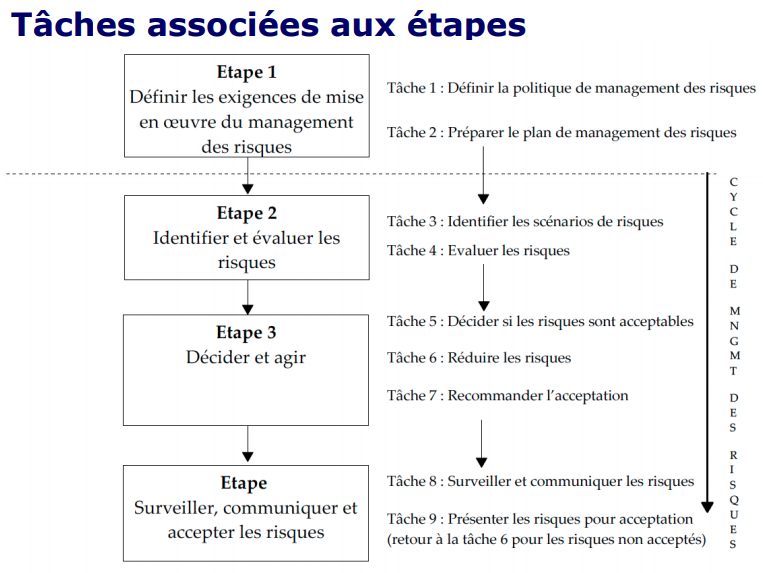 Tâches associées aux étapes
Etape 1
Définir les exigences de mise
en œuvre du management
des risques
Tâche 1 : Définir la politique de management des risques
Tâche 2 : Préparer le plan de management des risques
Etape 2
Identifier et évaluer les
risques
Tâche 3 : Identifier les scénarios de risques
Tâche 4 : Evaluer les risques
Etape 3
Décider et agir
Tâche 5 : Décider si les risques sont acceptables
Tâche 6 : Réduire les risques
Tâche 7 : Recommander l’acceptation
Etape
Surveiller, communiquer et
accepter les risques
Tâche 8 : Surveiller et communiquer les risques
Tâche 9 : Présenter les risques pour acceptation
(retour à la tâche 6 pour les risques non acceptés)
CYCLE DE MNGMT DES RISQUES